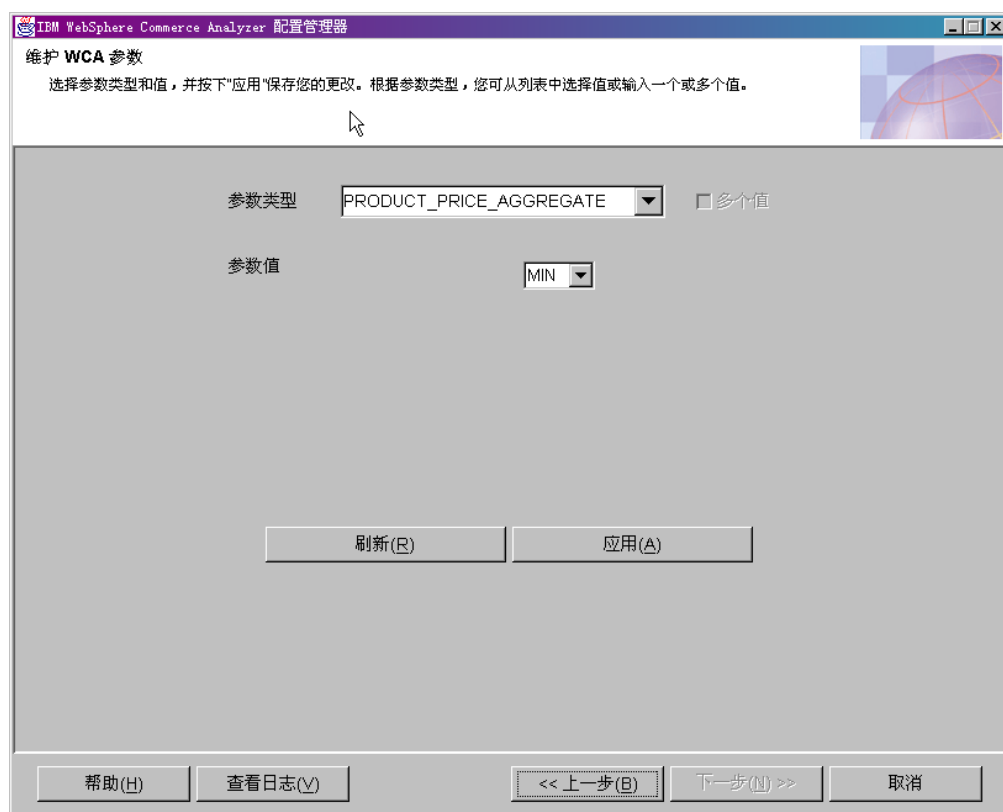 IBM WebSphere Commerce Analyzer 配置管理器
维护 WCA 参数
选择参数类型和值，并按下"应用"保存您的更改。根据参数类型，您可从列表中选择值或输入一个或多个值。
参数类型 PRODUCT_PRICE_AGGREGATE 多个值
参数值 MIN
刷新(R) 应用(A)
帮助(H) 查看日志(V) << 上一步(B) 下一步(N) >> 取消